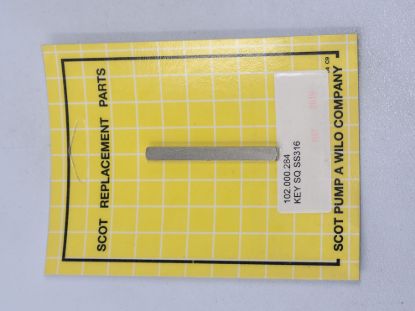 SCOT REPLACEMENT PARTS
102.000.284
KEY SQ SS316
SCOT PUMP A WILO COMPANY